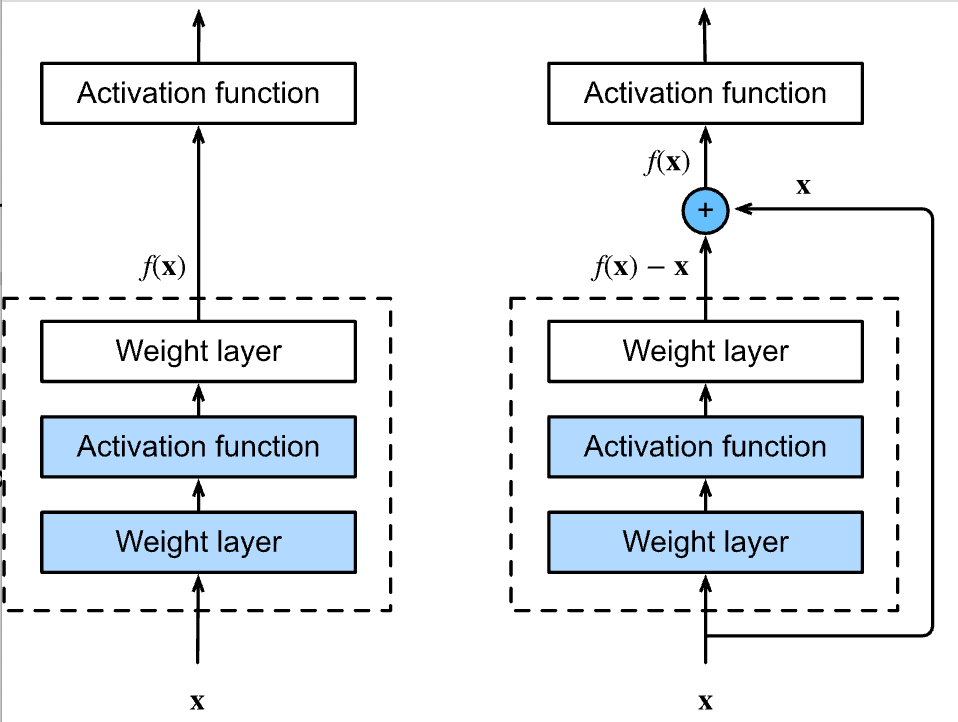 Activation function
f(x)
Weight layer
Activation function
Weight layer
x
Activation function
f(x)
x
+
f(x) − x
Weight layer
Activation function
Weight layer
x